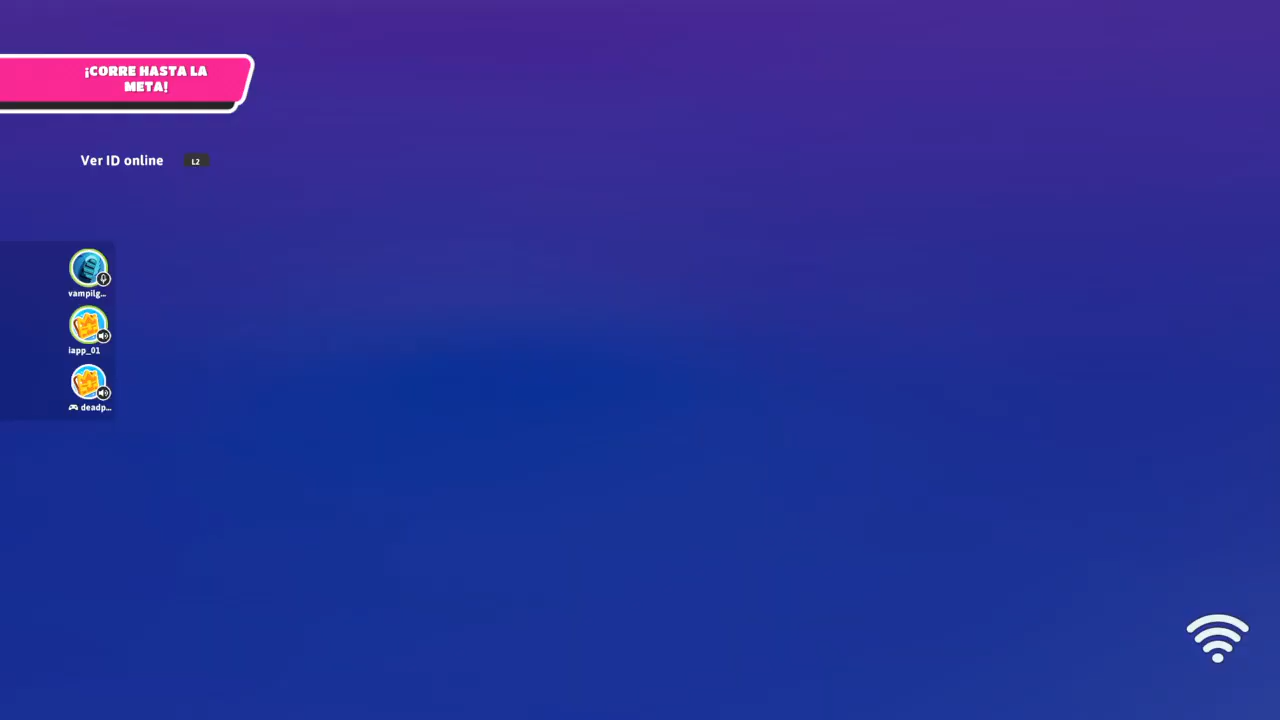 ¡CORRE HASTA LA
META!
Ver ID online L2
vampilg...
iapp_01
deadp...